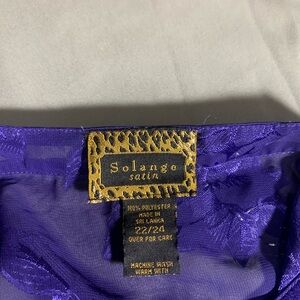 Solange
satin
100% POLYESTER
MADE IN
SRI LANKA
22/24
OVER FOR CARE
MACHINE WASH
WARM WITH